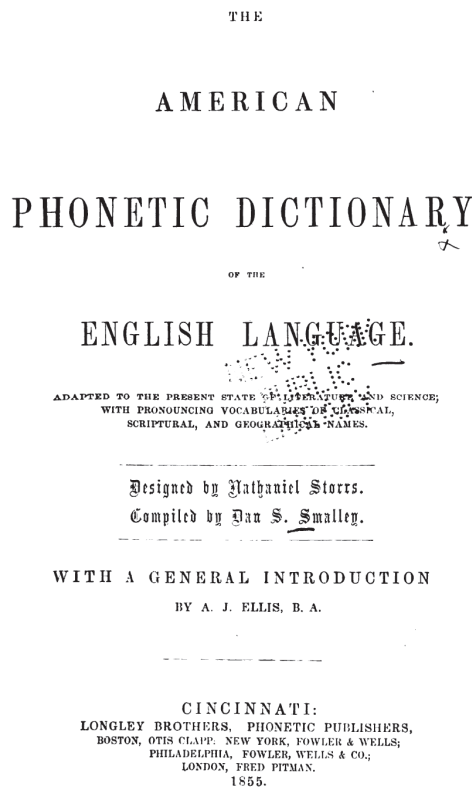 THE
AMERICAN
PHONETIC DICTIONARY
OF THE
ENGLISH LANGUAGE.
ADAPTED TO THE PRESENT STATE OF LITERATURE AND SCIENCE;
WITH PRONOUNCING VOCABULARIES OF CLASSICAL,
SCRIPTURAL, AND GEOGRAPHICAL NAMES.
Designed by Nathaniel Storrs.
Compiled by Dan S. Smalley.
WITH A GENERAL INTRODUCTION
BY A. J. ELLIS, B. A.
CINCINNATI:
LONGLEY BROTHERS, PHONETIC PUBLISHERS,
BOSTON, OTIS CLAPP: NEW YORK, FOWLER & WELLS;
PHILADELPHIA, FOWLER, WELLS & CO.;
LONDON, FRED PITMAN.
1855.